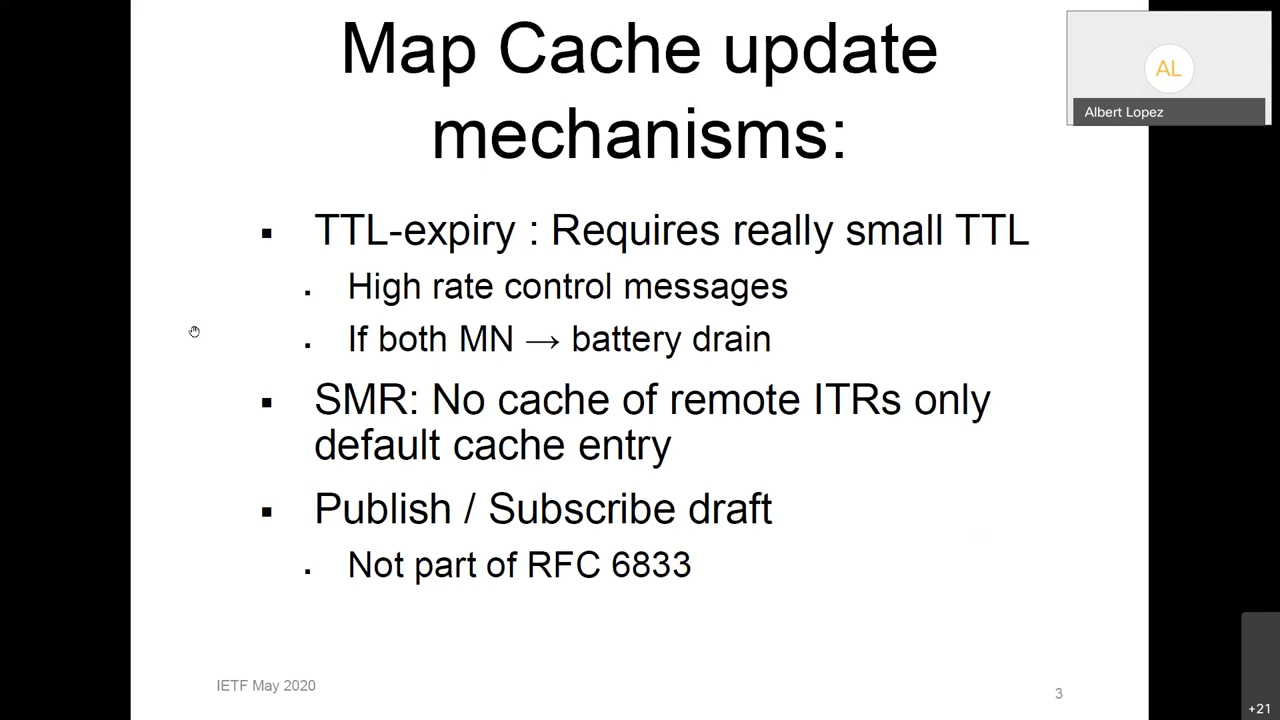 Map Cache update
mechanisms:
AL
Albert Lopez
▪ TTL-expiry : Requires really small TTL
▪ High rate control messages
▪ If both MN → battery drain
▪ SMR: No cache of remote ITRs only
default cache entry
▪ Publish / Subscribe draft
▪ Not part of RFC 6833
IETF May 2020
3
+21